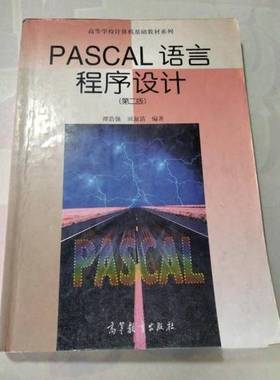 高等学校计算机基础教材系列
PASCAL 语言
程序设计
(第二版)
谭浩强 田淑清 编著
PASCAL
高等教育出版社